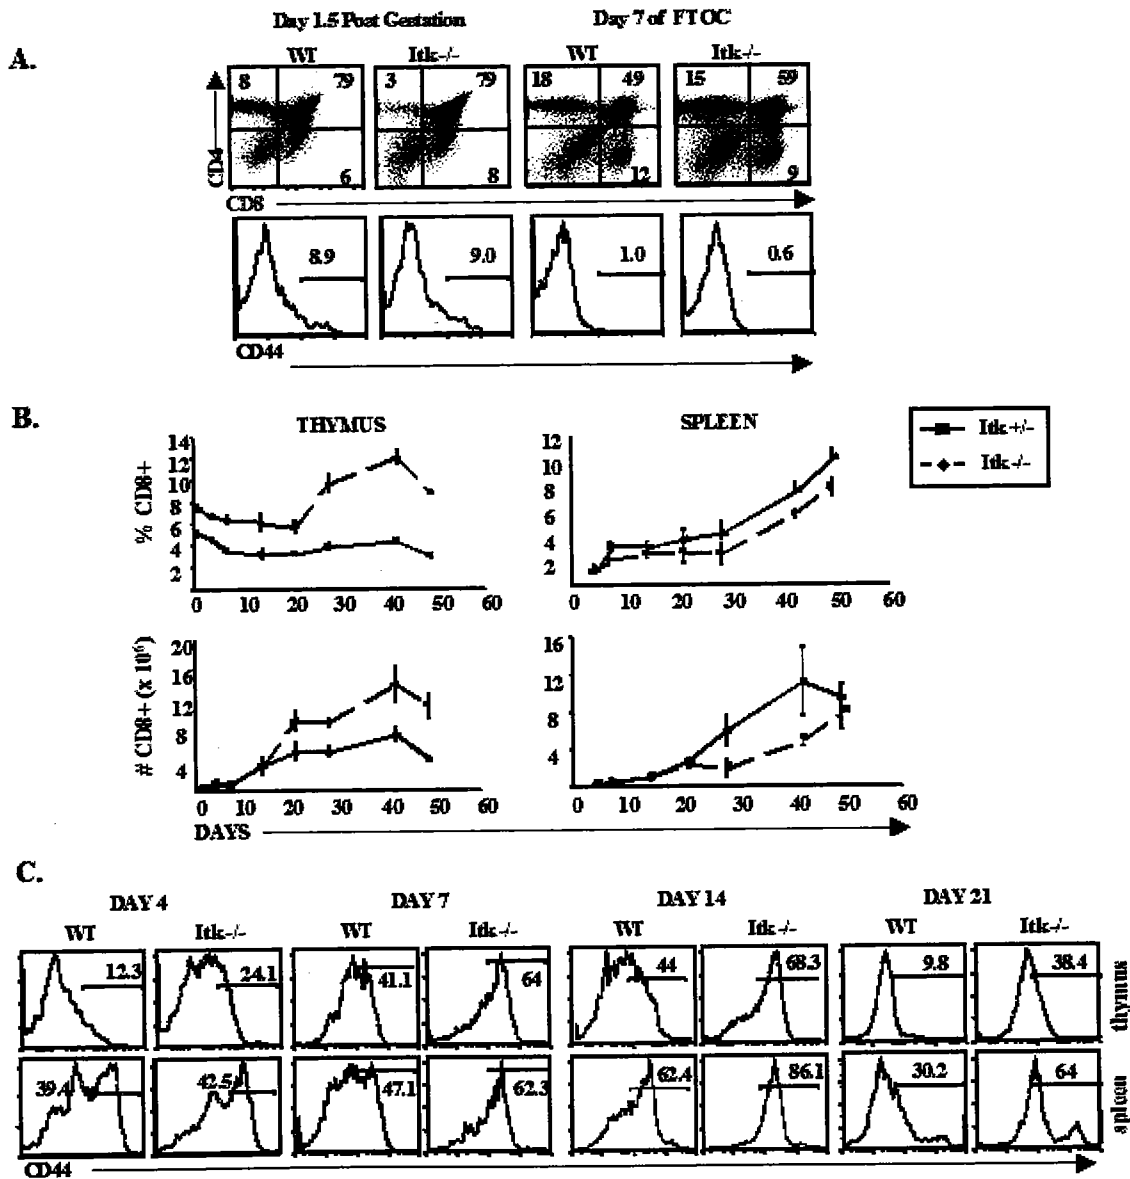 Day 1.5 Post Gestation Day 7 of FTOC
A.
WT Itk-/- WT Itk-/-
8 79 3 79 18 49 15 59
CD4
6 8 12 9
CD8
8.9 9.0 1.0 0.6
CD44
B.
THYMUS SPLEEN
Itk+/-
Itk-/-
% CD8+
14
12
10
8
6
4
2
0 10 20 30 40 50 60
12
10
8
6
4
2
0 10 20 30 40 50 60
# CD8+ (x 10⁶)
20
16
12
8
4
0 10 20 30 40 50 60
16
12
8
4
0 10 20 30 40 50 60
DAYS
C.
DAY 4 DAY 7 DAY 14 DAY 21
WT Itk-/- WT Itk-/- WT Itk-/- WT Itk-/-
12.3 24.1 41.1 64 44 68.3 9.8 38.4
thymus
39.4 42.5 47.1 62.3 62.4 86.1 30.2 64
spleen
CD44